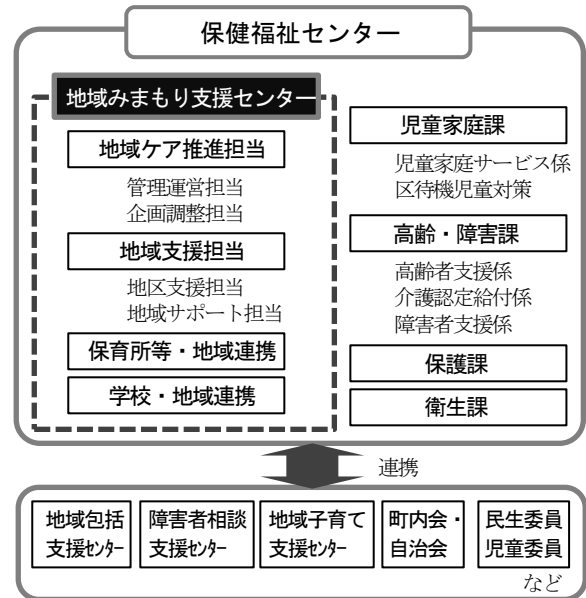 保健福祉センター
地域みまもり支援センター
地域ケア推進担当
管理運営担当
企画調整担当
地域支援担当
地区支援担当
地域サポート担当
保育所等・地域連携
学校・地域連携
児童家庭課
児童家庭サービス係
区待機児童対策
高齢・障害課
高齢者支援係
介護認定給付係
障害者支援係
保護課
衛生課
連携
地域包括
支援ｾﾝﾀｰ
障害者相談
支援ｾﾝﾀｰ
地域子育て
支援ｾﾝﾀｰ
町内会・
自治会
民生委員
児童委員
など